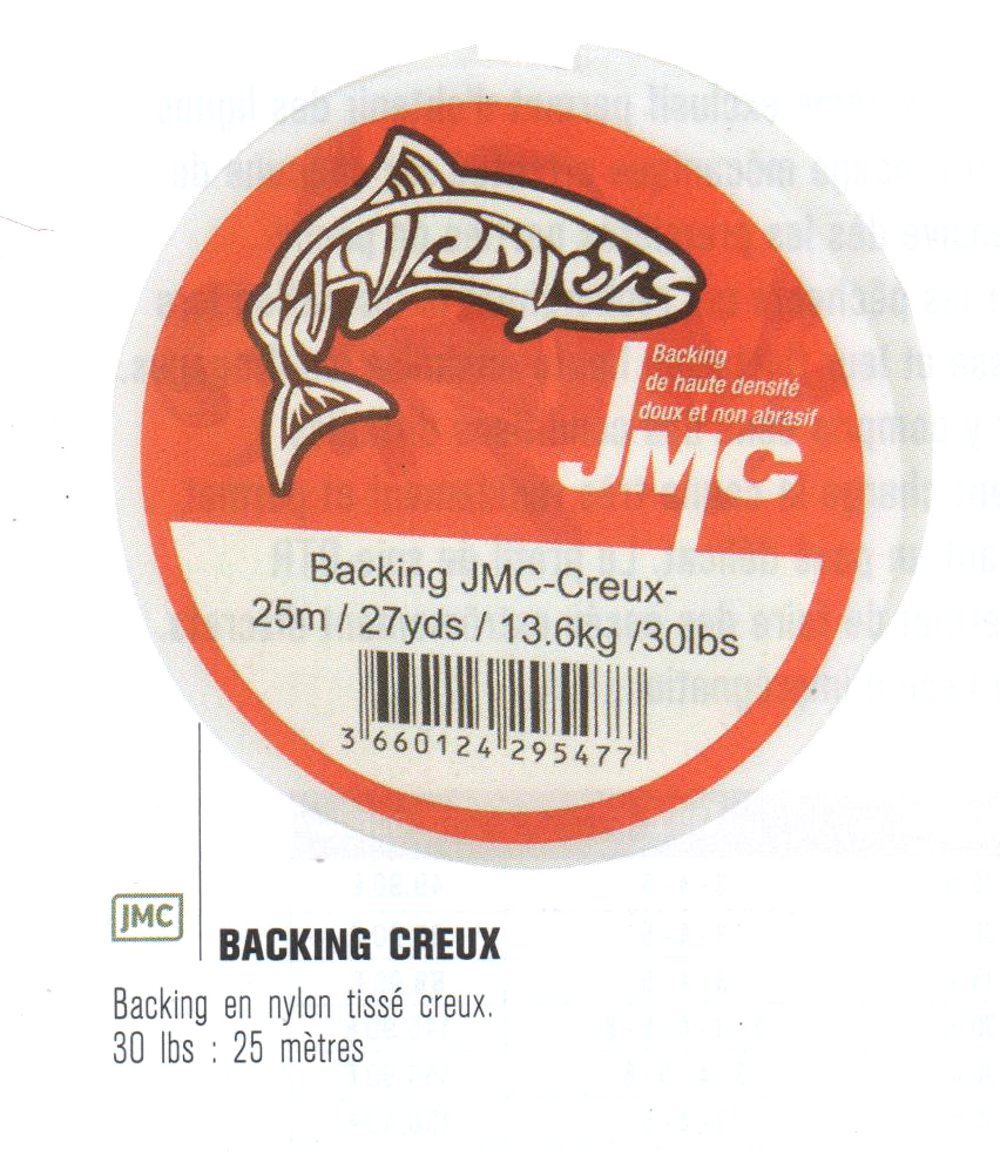 Backing
de haute densité
doux et non abrasif
JMC
Backing JMC-Creux-
25m / 27yds / 13.6kg /30lbs
3 660124 295477
JMC
BACKING CREUX
Backing en nylon tissé creux.
30 lbs : 25 mètres